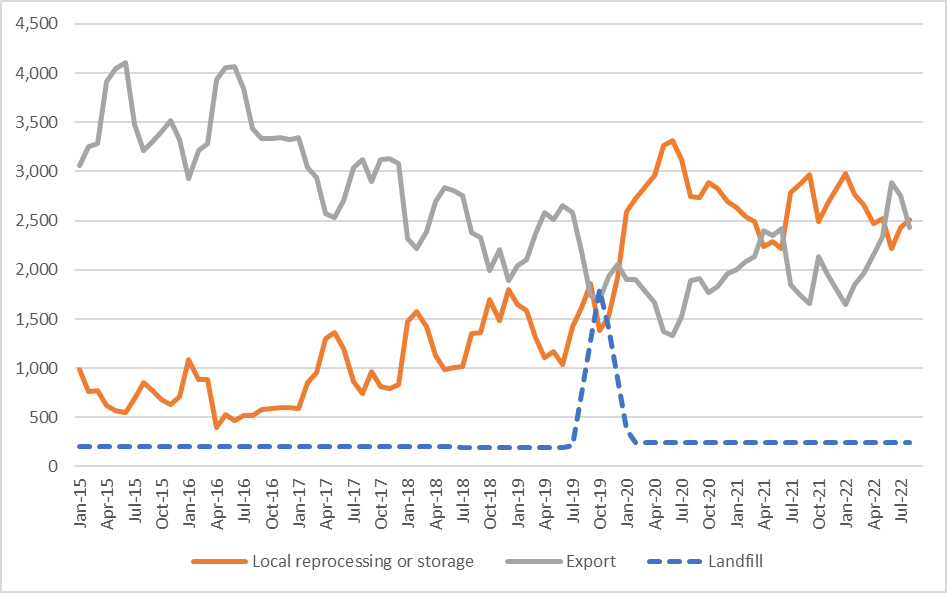 4,500
4,000
3,500
3,000
2,500
2,000
1,500
1,000
500
0
Jan-15
Apr-15
Jul-15
Oct-15
Jan-16
Apr-16
Jul-16
Oct-16
Jan-17
Apr-17
Jul-17
Oct-17
Jan-18
Apr-18
Jul-18
Oct-18
Jan-19
Apr-19
Jul-19
Oct-19
Jan-20
Apr-20
Jul-20
Oct-20
Jan-21
Apr-21
Jul-21
Oct-21
Jan-22
Apr-22
Jul-22
Local reprocessing or storage Export Landfill